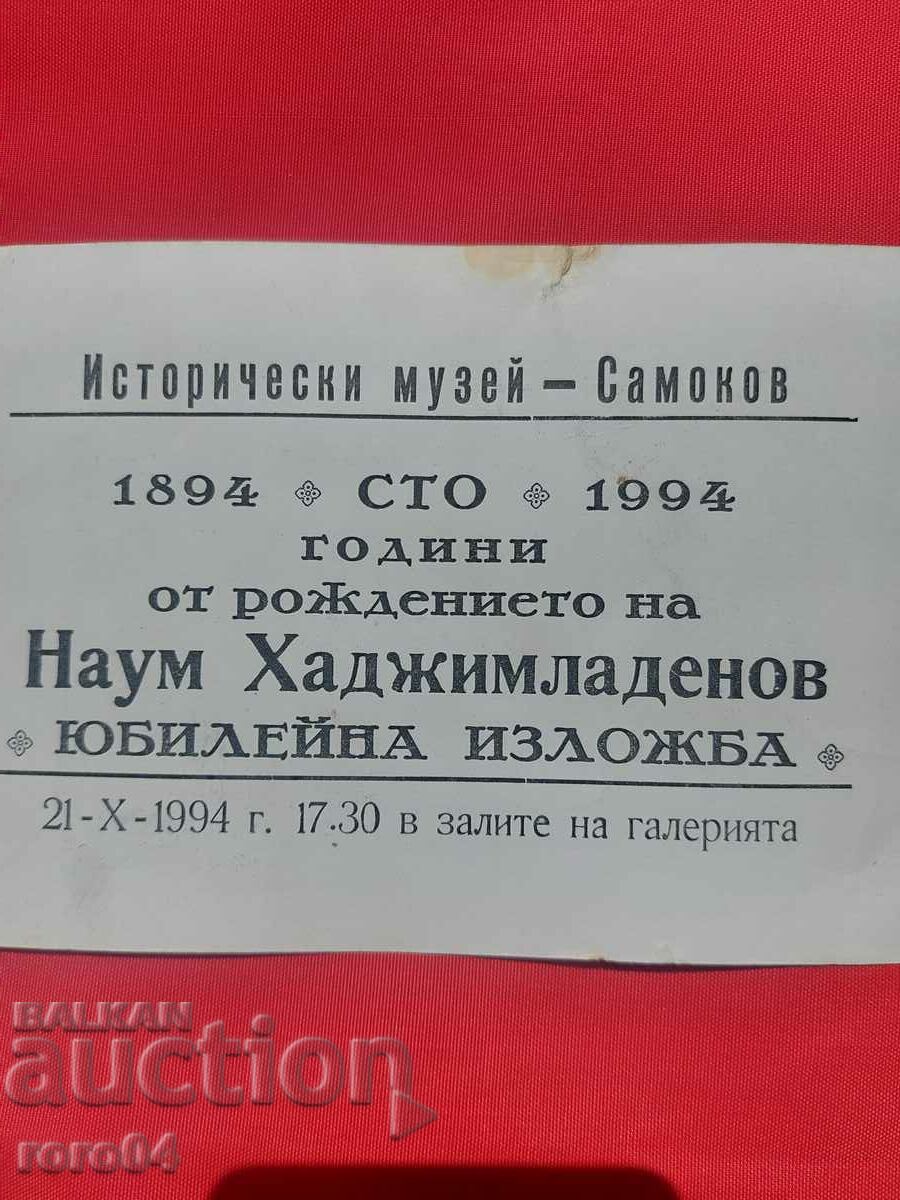 Исторически музей — Самоков
1894 СТО 1994
години
от рождението на
Наум Хаджимладенов
ЮБИЛЕЙНА ИЗЛОЖБА
21-X-1994 г. 17.30 в залите на галерията
BALKAN
auction
roro04